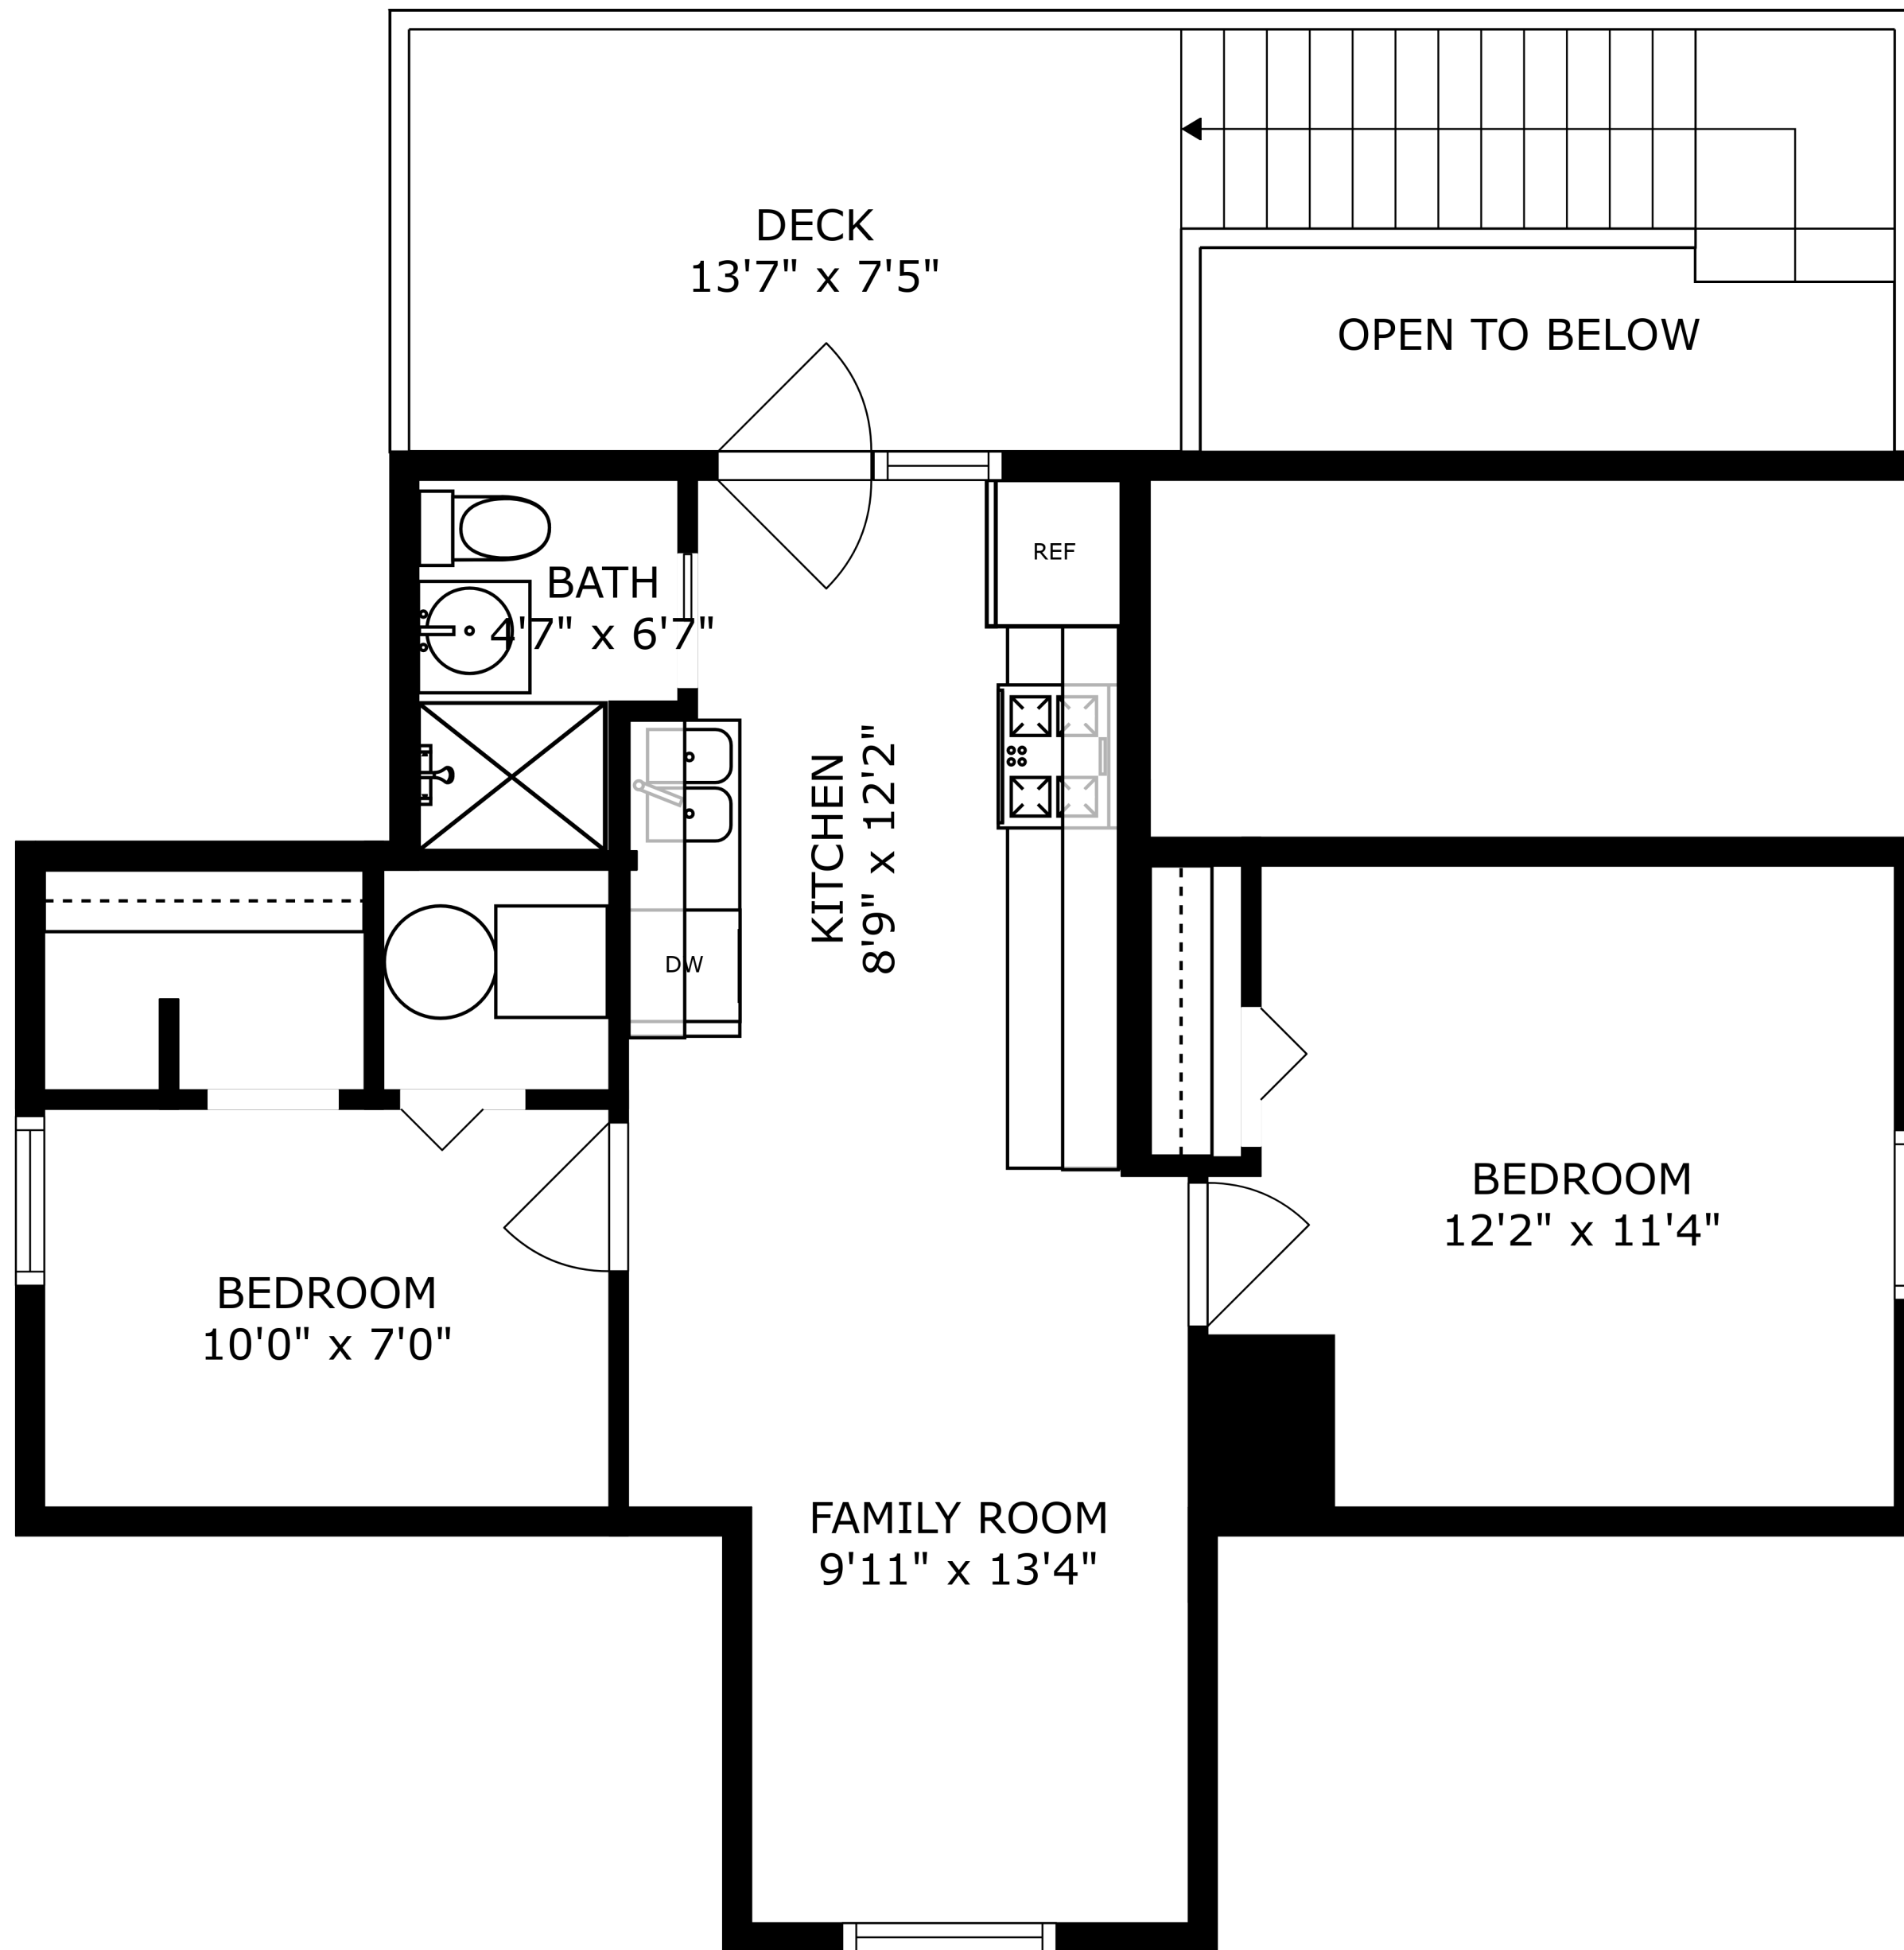 DECK
13'7" x 7'5"
OPEN TO BELOW
REF
BATH
4'7" x 6'7"
KITCHEN
8'9" x 12'2"
DW
BEDROOM
12'2" x 11'4"
BEDROOM
10'0" x 7'0"
FAMILY ROOM
9'11" x 13'4"